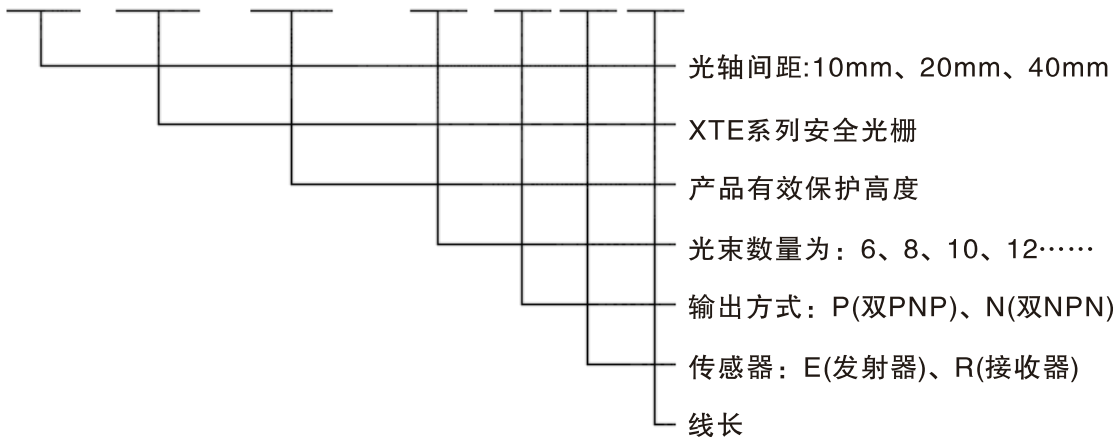 光轴间距:10mm、20mm、40mm
XTE系列安全光栅
产品有效保护高度
光束数量为：6、8、10、12……
输出方式：P(双PNP)、N(双NPN)
传感器：E(发射器)、R(接收器)
线长